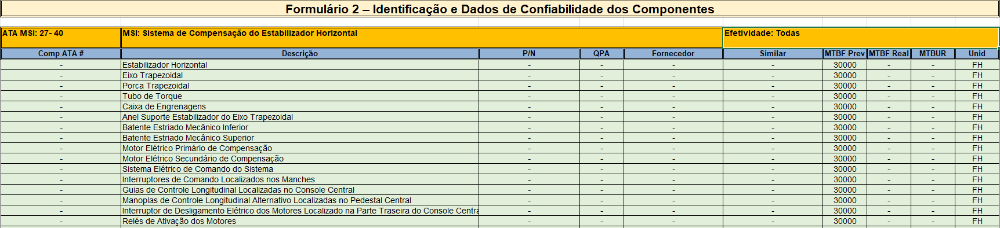 Formulário 2 – Identificação e Dados de Confiabilidade dos Componentes
ATA MSI: 27- 40 MSI: Sistema de Compensação do Estabilizador Horizontal Efetividade: Todas
Comp ATA # Descrição P/N QPA Fornecedor Similar MTBF Prev MTBF Real MTBUR Unid
- Estabilizador Horizontal - - - - 30000 - - FH
- Eixo Trapezoidal - - - - 30000 - - FH
- Porca Trapezoidal - - - - 30000 - - FH
- Tubo de Torque - - - - 30000 - - FH
- Caixa de Engrenagens - - - - 30000 - - FH
- Anel Suporte Estabilizador do Eixo Trapezoidal - - - - 30000 - - FH
- Batente Estriado Mecânico Inferior - - - - 30000 - - FH
- Batente Estriado Mecânico Superior - - - - 30000 - - FH
- Motor Elétrico Primário de Compensação - - - - 30000 - - FH
- Motor Elétrico Secundário de Compensação - - - - 30000 - - FH
- Sistema Elétrico de Comando do Sistema - - - - 30000 - - FH
- Interruptores de Comando Localizados nos Manches - - - - 30000 - - FH
- Guias de Controle Longitudinal Localizadas no Console Central - - - - 30000 - - FH
- Manoplas de Controle Longitudinal Alternativo Localizadas no Pedestal Central - - - - 30000 - - FH
- Interruptor de Desligamento Elétrico dos Motores Localizado na Parte Traseira do Console Centra - - - - 30000 - - FH
- Relés de Ativação dos Motores - - - - 30000 - - FH